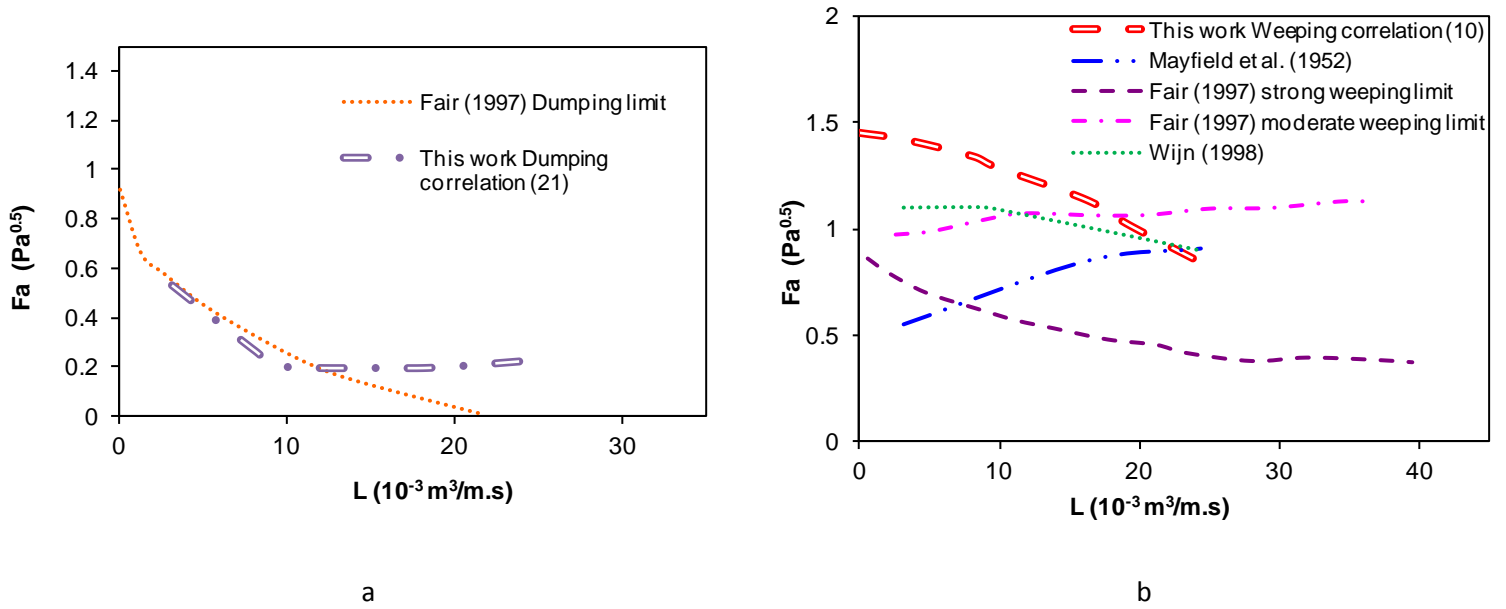 1.4
1.2
1
0.8
0.6
0.4
0.2
0
0 10 20 30
Fa (Pa0.5)
L (10-3 m3/m.s)
Fair (1997) Dumping limit
This work Dumping
correlation (21)
a
2
1.5
1
0.5
0
0 10 20 30 40
Fa (Pa0.5)
L (10-3 m3/m.s)
This work Weeping correlation (10)
Mayfield et al. (1952)
Fair (1997) strong weeping limit
Fair (1997) moderate weeping limit
Wijn (1998)
b